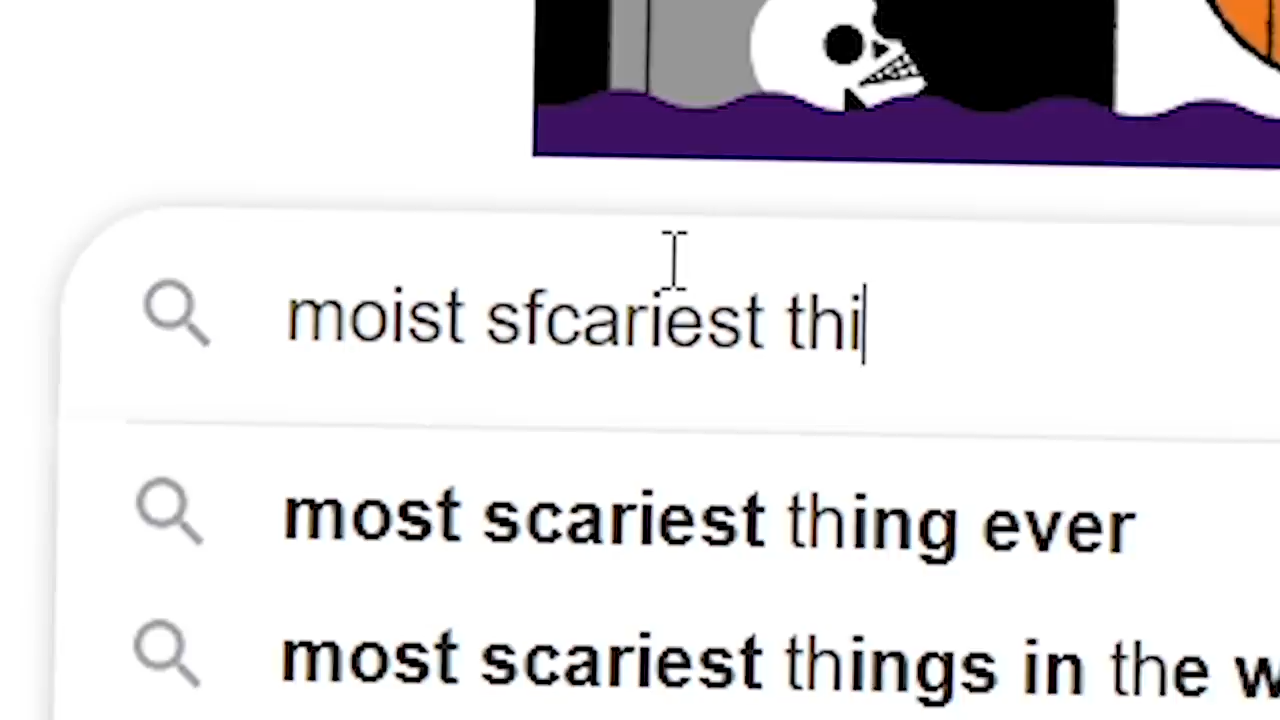 moist sfcariest thi
most scariest thing ever
most scariest things in the